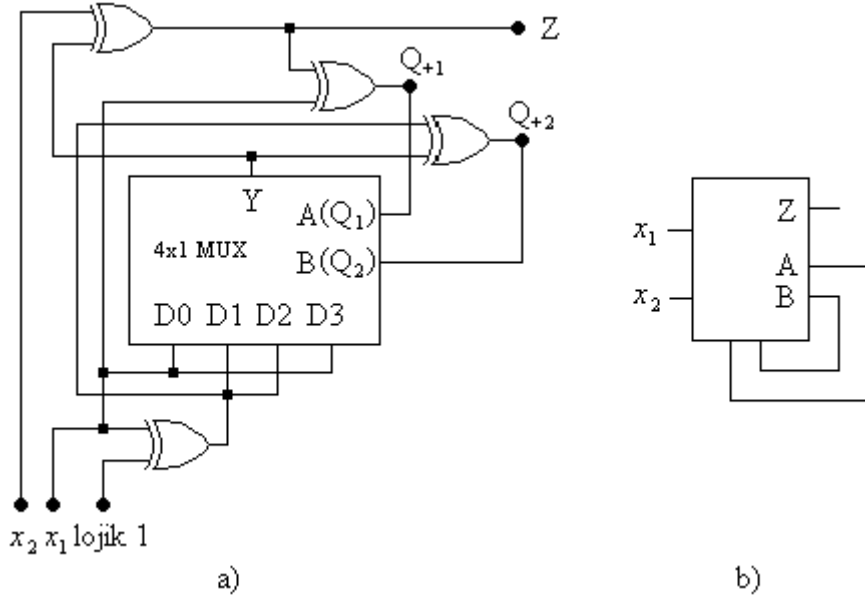 Z
Q+1
Q+2
Y
A(Q1)
4x1 MUX
B(Q2)
D0 D1 D2 D3
x2 x1 lojik 1
a)
Z
x1
A
x2
B
b)